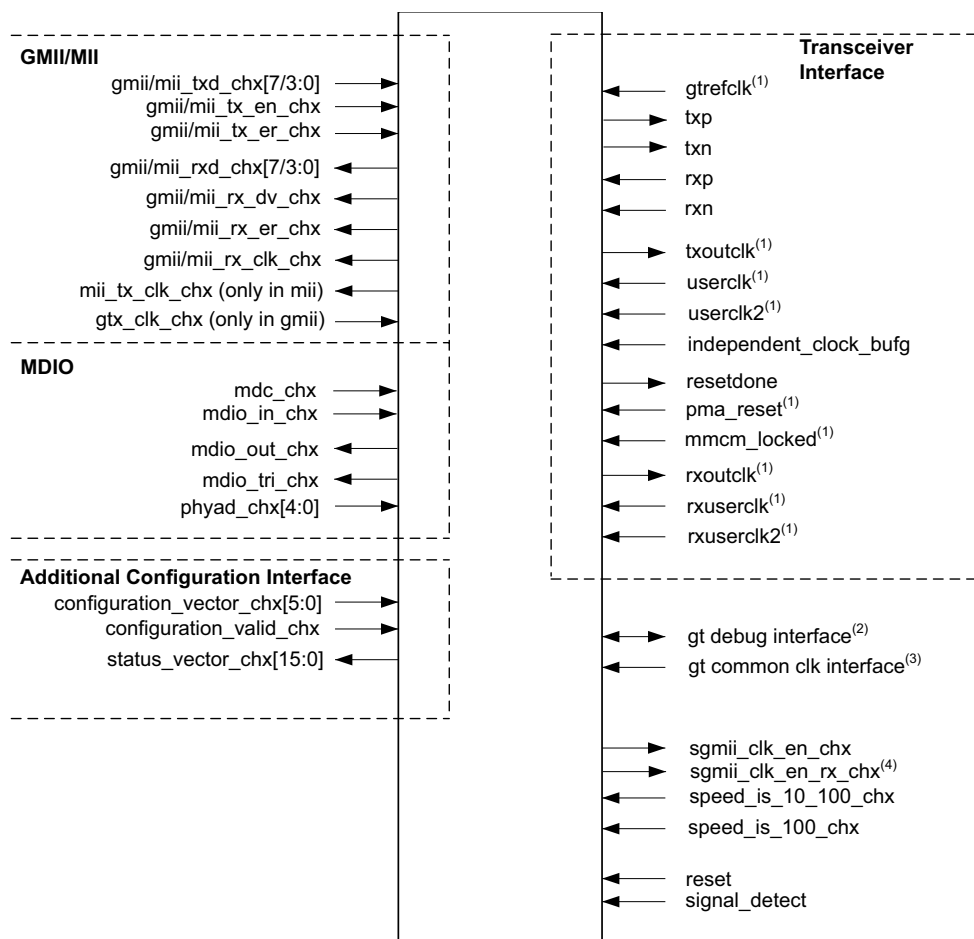 GMII/MII
gmii/mii_txd_chx[7/3:0]
gmii/mii_tx_en_chx
gmii/mii_tx_er_chx
gmii/mii_rxd_chx[7/3:0]
gmii/mii_rx_dv_chx
gmii/mii_rx_er_chx
gmii/mii_rx_clk_chx
mii_tx_clk_chx (only in mii)
gtx_clk_chx (only in gmii)
MDIO
mdc_chx
mdio_in_chx
mdio_out_chx
mdio_tri_chx
phyad_chx[4:0]
Additional Configuration Interface
configuration_vector_chx[5:0]
configuration_valid_chx
status_vector_chx[15:0]
Transceiver
Interface
gtrefclk(1)
txp
txn
rxp
rxn
txoutclk(1)
userclk(1)
userclk2(1)
independent_clock_bufg
resetdone
pma_reset(1)
mmcm_locked(1)
rxoutclk(1)
rxuserclk(1)
rxuserclk2(1)
gt debug interface(2)
gt common clk interface(3)
sgmii_clk_en_chx
sgmii_clk_en_rx_chx(4)
speed_is_10_100_chx
speed_is_100_chx
reset
signal_detect